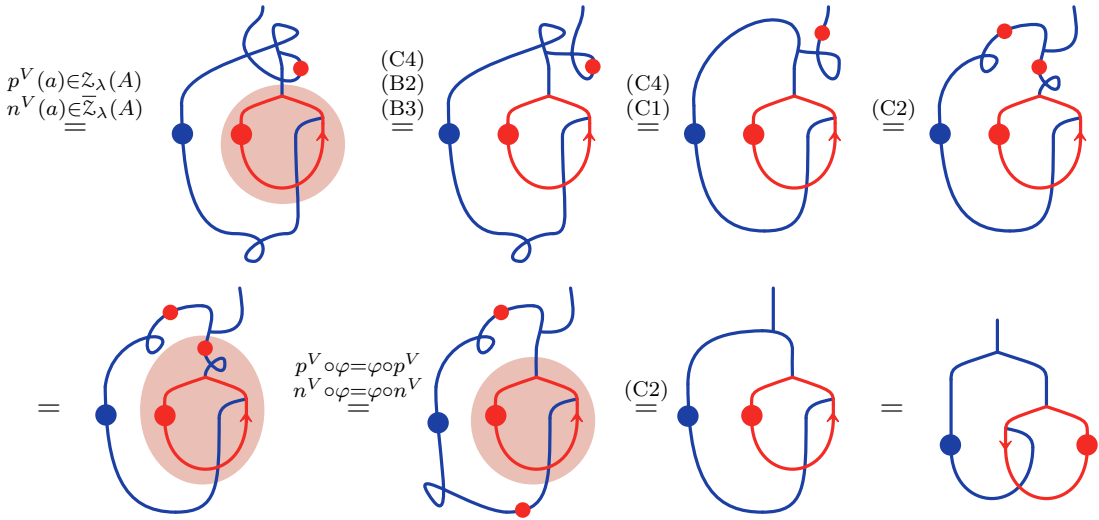 p^V(a)∈𝒵_λ(A)
n^V(a)∈𝒵̅_λ(A)
=
(C4)
(B2)
(B3)
=
(C4)
(C1)
=
(C2)
=
=
p^V∘φ=φ∘p^V
n^V∘φ=φ∘n^V
=
(C2)
=
=